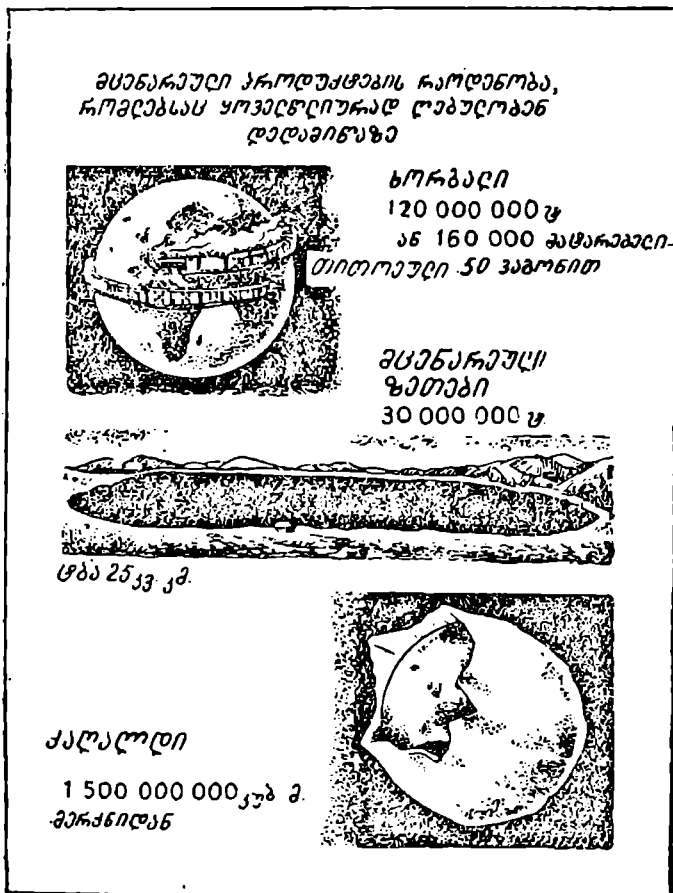 მცენარეული პროდუქტების რაოდენობა,
რომლებსაც ყოველწლიურად ღებულობენ
დედამიწაზე
ხორბალი
120 000 000 ტ
ან 160 000 მატარებელი
თითოეული 50 ვაგონით
მცენარეული
ზეთები
30 000 000 ტ.
ტბა 25 კვ. კმ.
ქაღალდი
1 500 000 000 კუბ მ.
მერქნიდან